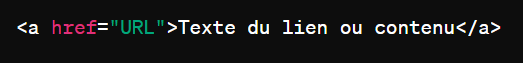 <a href="URL">Texte du lien ou contenu</a>